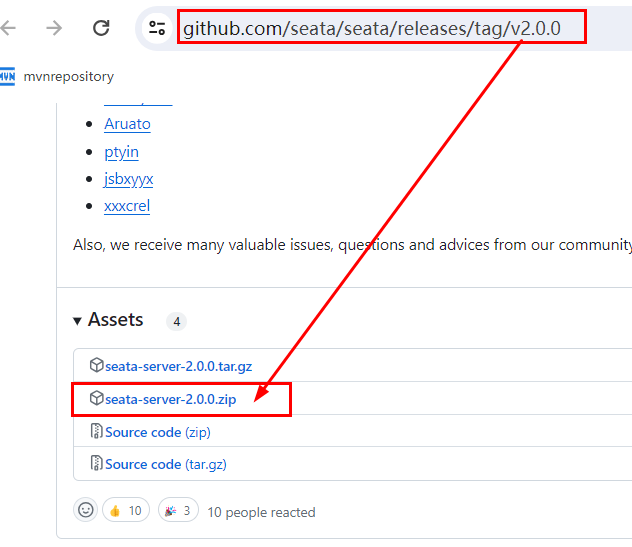 github.com/seata/seata/releases/tag/v2.0.0
MVN mvnrepository
Aruato
ptyin
jsbxyyx
xxxcrel
Also, we receive many valuable issues, questions and advices from our community
Assets 4
seata-server-2.0.0.tar.gz
seata-server-2.0.0.zip
Source code (zip)
Source code (tar.gz)
10 3 10 people reacted